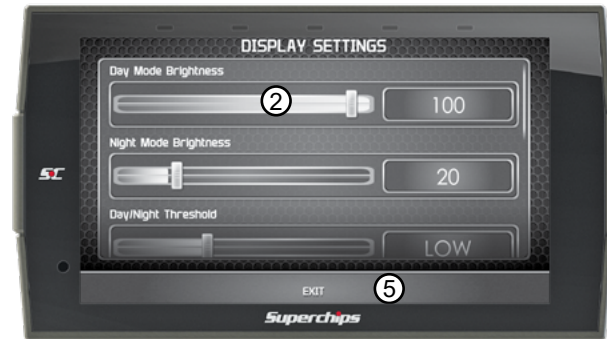 DISPLAY SETTINGS
Day Mode Brightness
2
100
Night Mode Brightness
20
SC
Day/Night Threshold
LOW
EXIT
5
Superchips